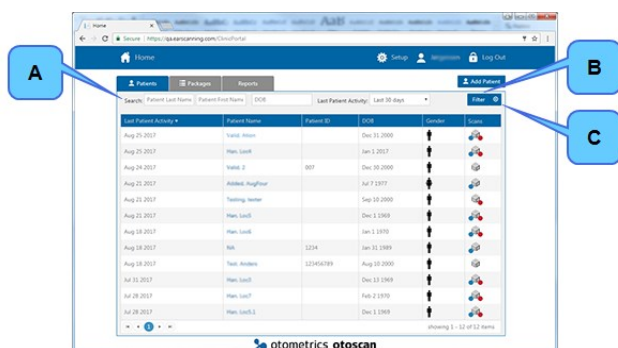 Home
Secure https://qa.earscanning.com/ClinicPortal
Home Setup Log Out
A
B
C
Patients Packages Reports Add Patient
Search: Patient Last Name Patient First Name DOB Last Patient Activity: Last 30 days Filter
Last Patient Activity Patient Name Patient ID DOB Gender Scans
Aug 25 2017 Valid, Anon Dec 31 2000
Aug 25 2017 Han, Loo9 Jan 1 2017
Aug 24 2017 Valid, 2 007 Dec 30 2000
Aug 21 2017 Added, AugFour Jul 7 1977
Aug 21 2017 Testing, tester Sep 10 2000
Aug 21 2017 Han, Loo5 Dec 1 1969
Aug 18 2017 Han, Loo6 Jan 1 1970
Aug 18 2017 1234 Jan 31 1989
Aug 18 2017 Test, Anders 123456789 Aug 10 2000
Jul 31 2017 Han, Loo3 Dec 13 1969
Jul 28 2017 Han, Loo7 Feb 2 1970
Jul 28 2017 Han, Loo5.1 Dec 1 1969
1 showing 1 - 12 of 12 items
otometrics otoscan